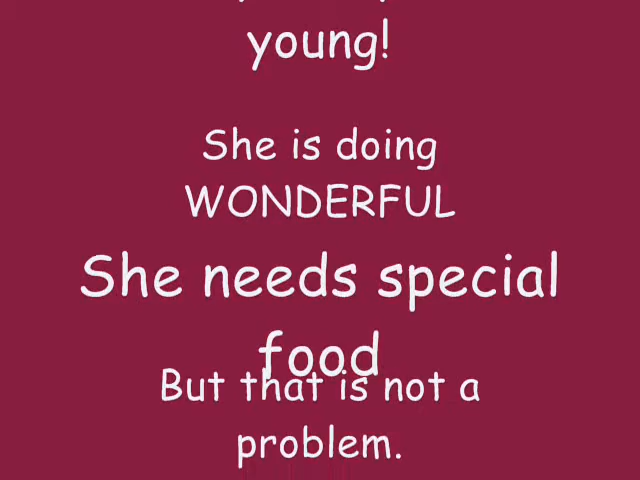 young!
She is doing
WONDERFUL
She needs special
food
But that is not a
problem.